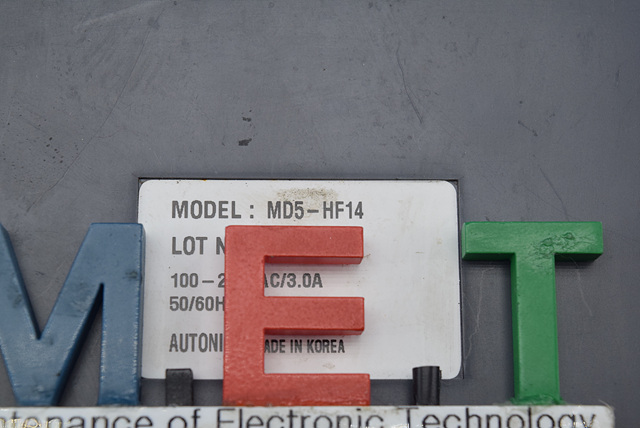 MODEL : MD5-HF14
LOT N
100-2 AC/3.0A
50/60H
AUTONI ADE IN KOREA
M.E.T
tenance of Electronic Technology